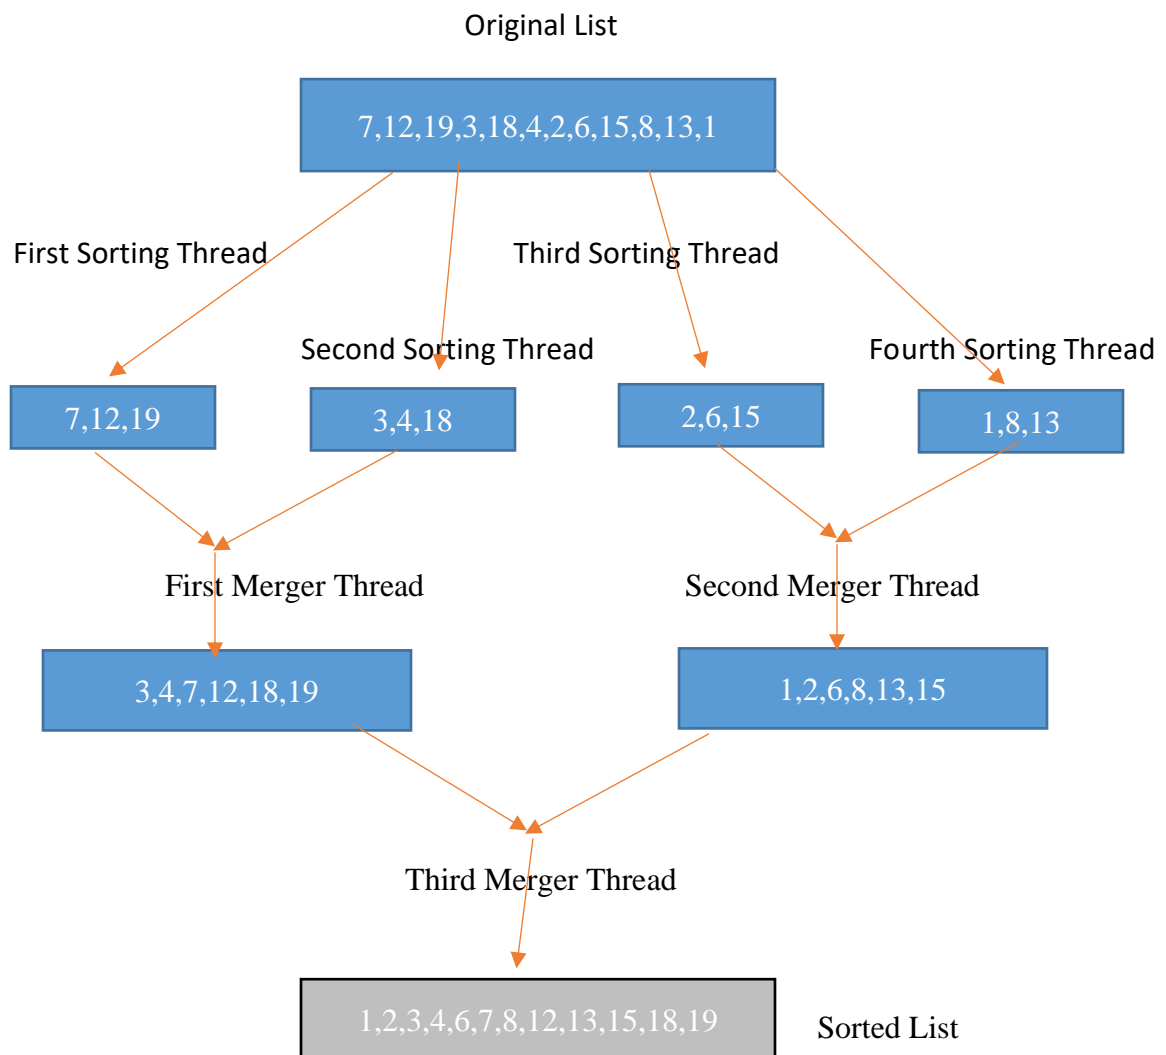 Original List
7,12,19,3,18,4,2,6,15,8,13,1
First Sorting Thread
Third Sorting Thread
Second Sorting Thread
Fourth Sorting Thread
7,12,19
3,4,18
2,6,15
1,8,13
First Merger Thread
Second Merger Thread
3,4,7,12,18,19
1,2,6,8,13,15
Third Merger Thread
1,2,3,4,6,7,8,12,13,15,18,19
Sorted List